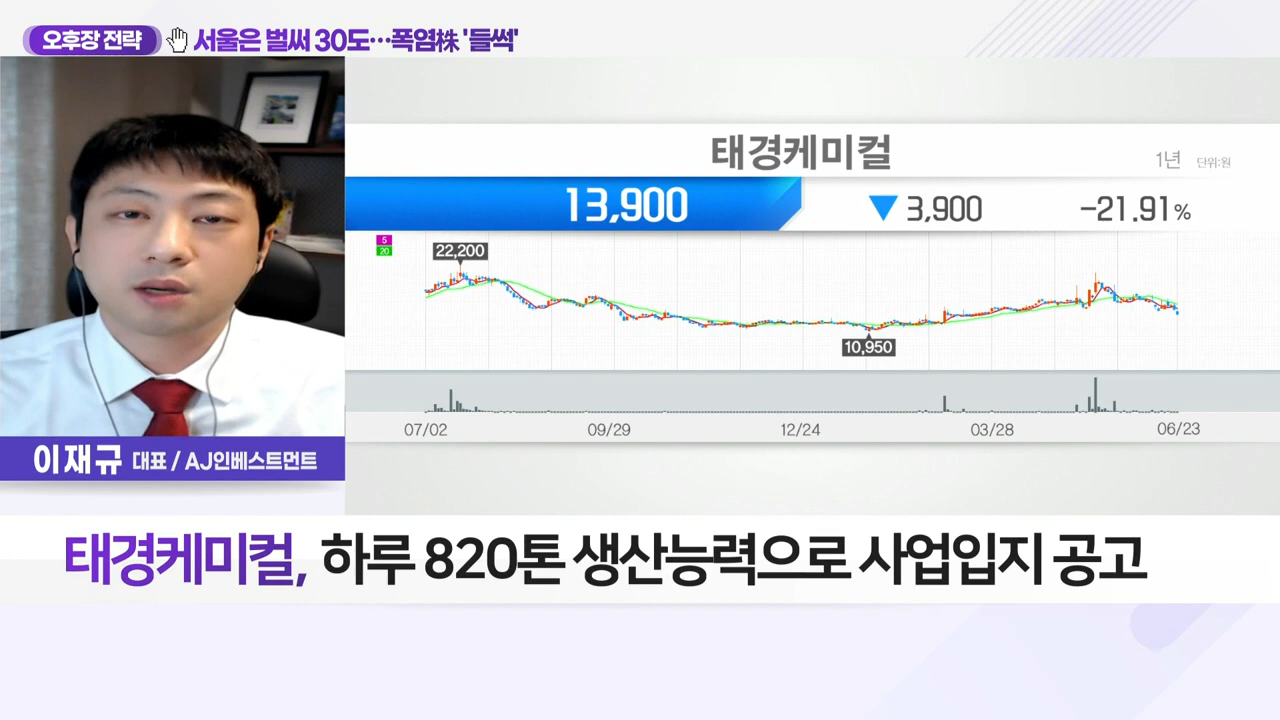 오후장 전략 서울은 벌써 30도…폭염株 '들썩'
태경케미컬
1년 단위:원
13,900 ▼ 3,900 -21.91%
5
20
22,200
10,950
07/02 09/29 12/24 03/28 06/23
이재규 대표 / AJ인베스트먼트
태경케미컬, 하루 820톤 생산능력으로 사업입지 공고